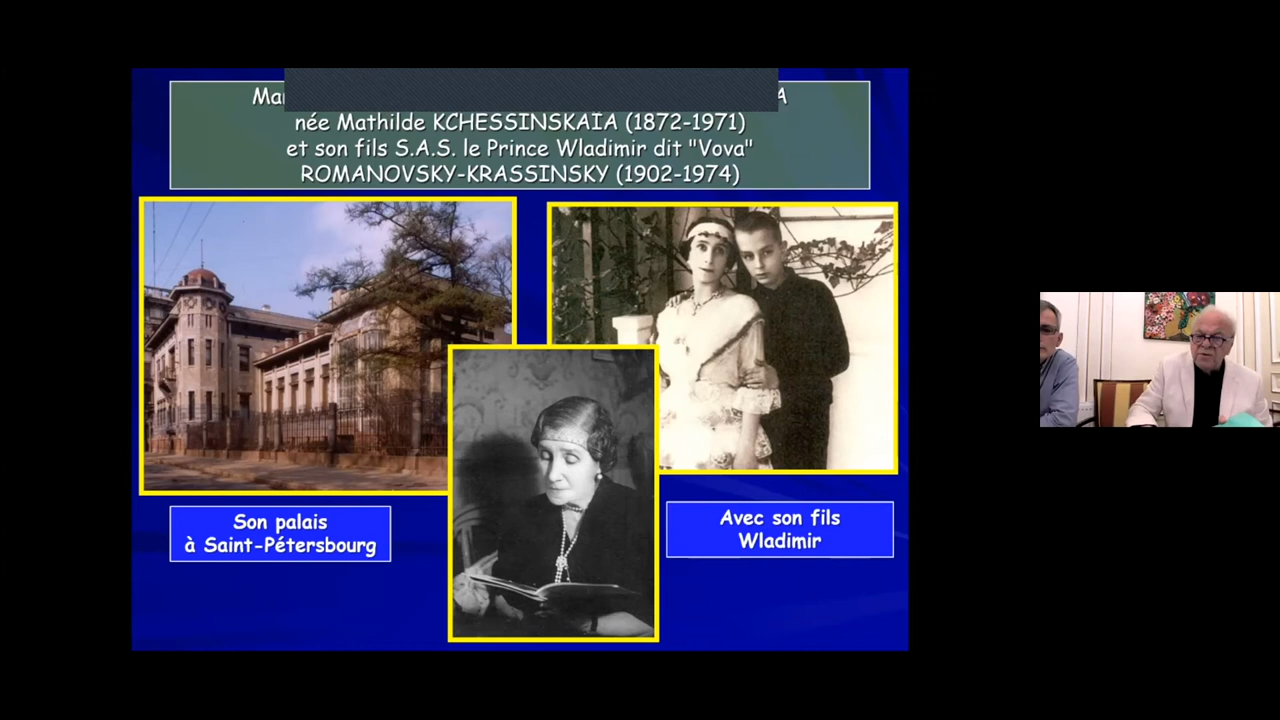 née Mathilde KCHESSINSKAÏA (1872-1971)
et son fils S.A.S. le Prince Wladimir dit "Vova"
ROMANOVSKY-KRASSINSKY (1902-1974)
Son palais
à Saint-Pétersbourg
Avec son fils
Wladimir